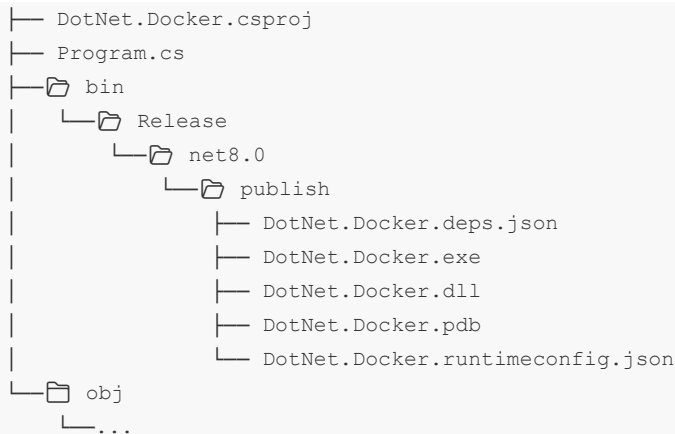 ├── DotNet.Docker.csproj
├── Program.cs
├──📂 bin
│   └──📂 Release
│       └──📂 net8.0
│           └──📂 publish
│               ├── DotNet.Docker.deps.json
│               ├── DotNet.Docker.exe
│               ├── DotNet.Docker.dll
│               ├── DotNet.Docker.pdb
│               └── DotNet.Docker.runtimeconfig.json
└──📁 obj
    └──...